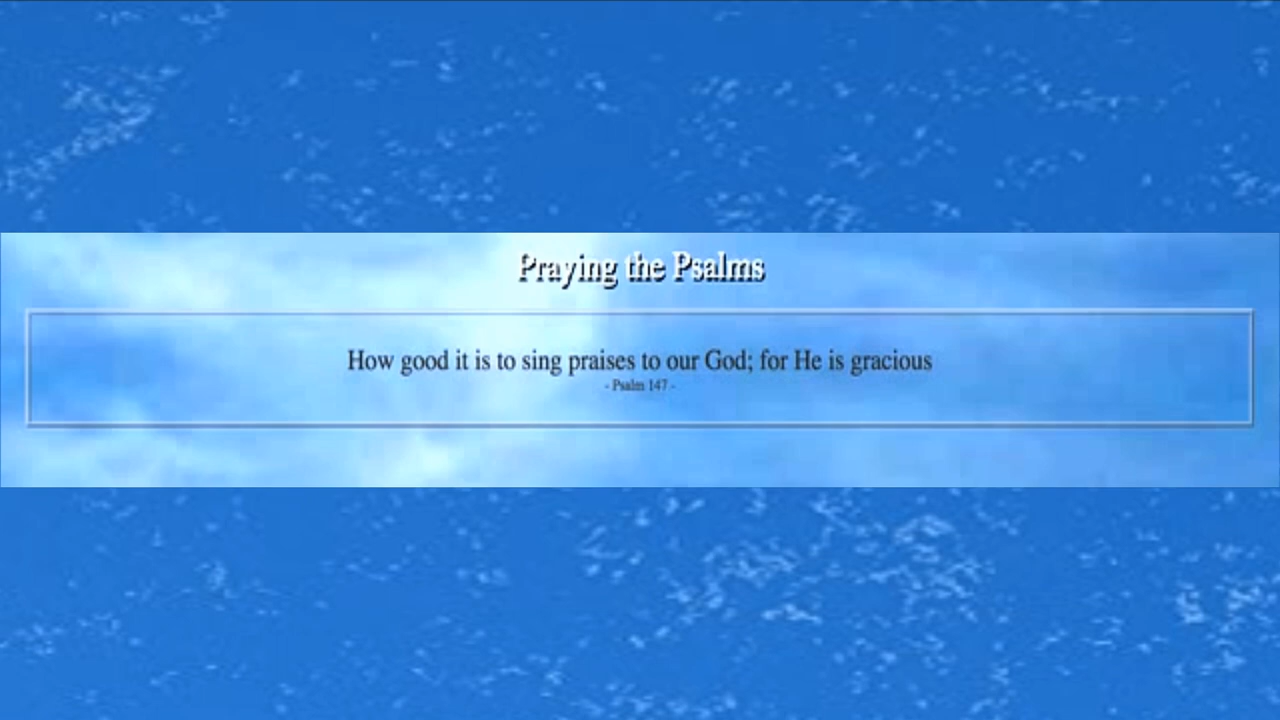 Praying the Psalms
How good it is to sing praises to our God; for He is gracious
- Psalm 147 -